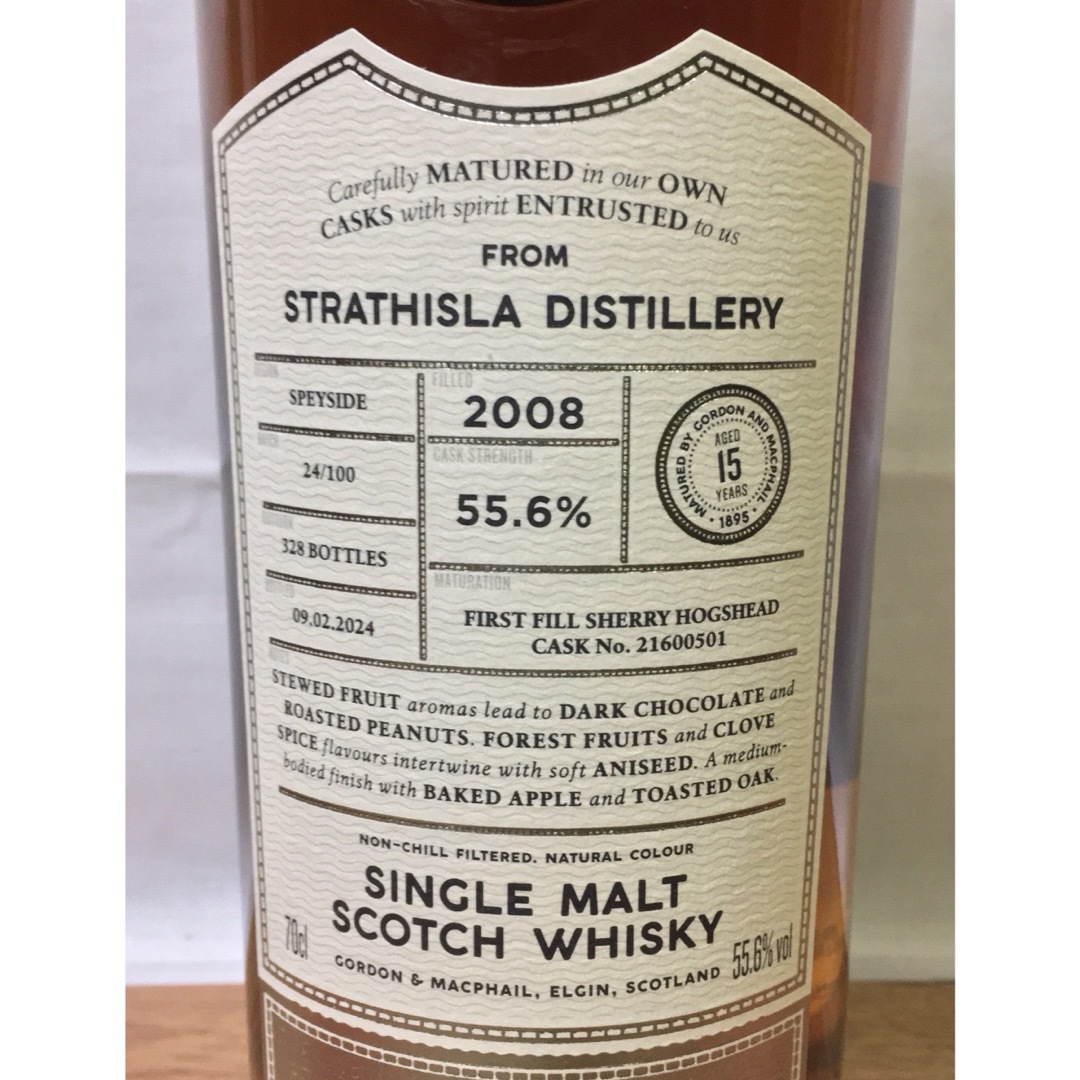 Carefully MATURED in our OWN
CASKS with spirit ENTRUSTED to us
FROM
STRATHISLA DISTILLERY
REGION
SPEYSIDE
BATCH
24/100
OUTTURN
328 BOTTLES
BOTTLED
09.02.2024
FILLED
2008
CASK STRENGTH
55.6%
MATURED BY GORDON AND MACPHAIL
AGED
15
YEARS
• 1895 •
MATURATION
FIRST FILL SHERRY HOGSHEAD
CASK No. 21600501
STEWED FRUIT aromas lead to DARK CHOCOLATE and
ROASTED PEANUTS. FOREST FRUITS and CLOVE
SPICE flavours intertwine with soft ANISEED. A medium-
bodied finish with BAKED APPLE and TOASTED OAK.
NON-CHILL FILTERED. NATURAL COLOUR
SINGLE MALT
SCOTCH WHISKY
70cl
55.6% vol
GORDON & MACPHAIL, ELGIN, SCOTLAND